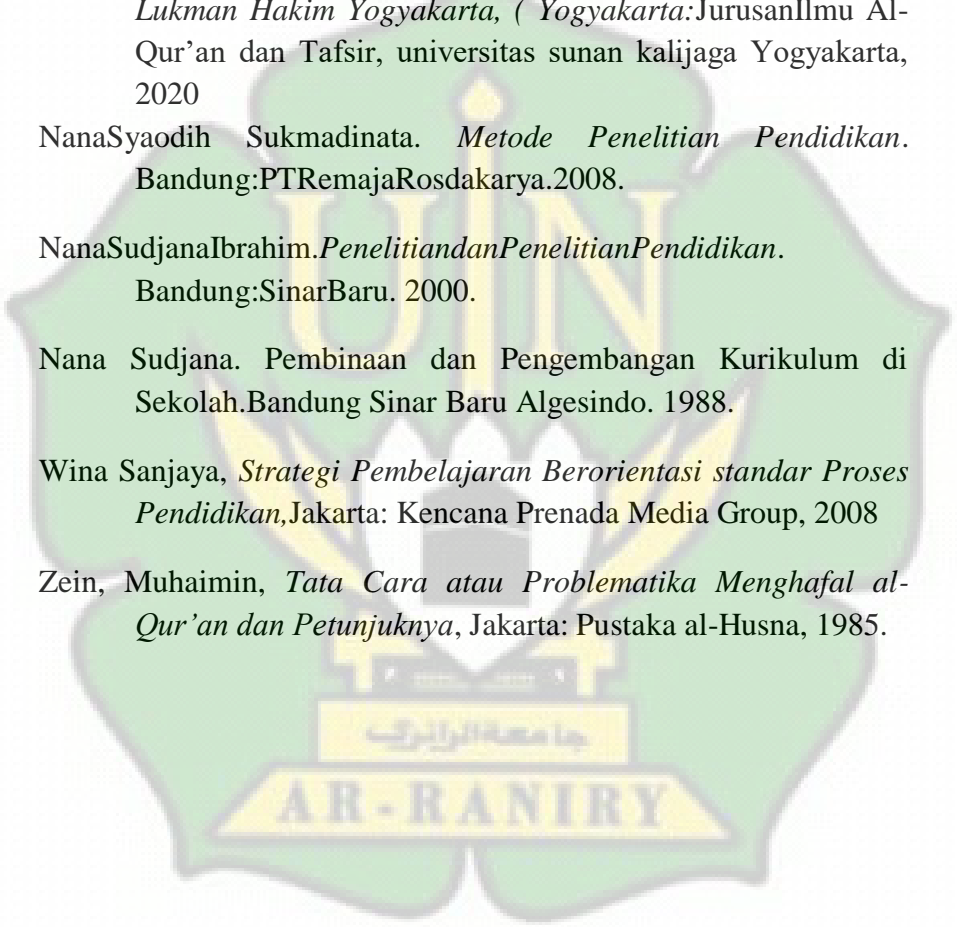 Lukman Hakim Yogyakarta, ( Yogyakarta:JurusanIlmu Al-
Qur’an dan Tafsir, universitas sunan kalijaga Yogyakarta,
2020
NanaSyaodih Sukmadinata. Metode Penelitian Pendidikan.
Bandung:PTRemajaRosdakarya.2008.
NanaSudjanaIbrahim.PenelitiandanPenelitianPendidikan.
Bandung:SinarBaru. 2000.
Nana Sudjana. Pembinaan dan Pengembangan Kurikulum di
Sekolah.Bandung Sinar Baru Algesindo. 1988.
Wina Sanjaya, Strategi Pembelajaran Berorientasi standar Proses
Pendidikan,Jakarta: Kencana Prenada Media Group, 2008
Zein, Muhaimin, Tata Cara atau Problematika Menghafal al-
Qur’an dan Petunjuknya, Jakarta: Pustaka al-Husna, 1985.
UIN
جامعة الرانري
AR-RANIRY